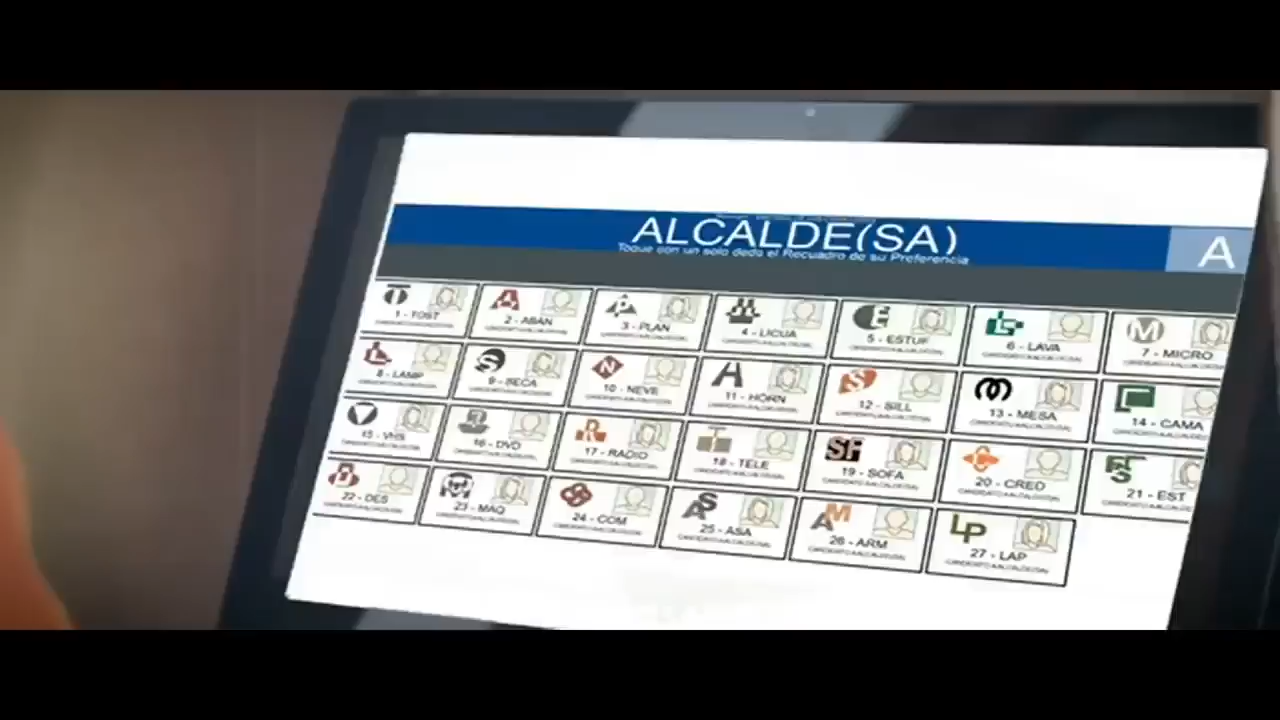 ALCALDE(SA)
A
Toque con un solo dedo el Recuadro de su Preferencia
1 - TOST
2 - ABAN
3 - PLAN
4 - LICUA
5 - ESTUF
6 - LAVA
M
7 - MICRO
8 - LAMP
9 - SECA
10 - NEVE
11 - HORN
12 - SILL
13 - MESA
14 - CAMA
15 - VHS
16 - DVD
17 - RADIO
18 - TELE
SF
19 - SOFA
20 - CRED
21 - EST
22 - DES
23 - MAQ
24 - COM
25 - ASA
AM
26 - ARM
LP
27 - LAP